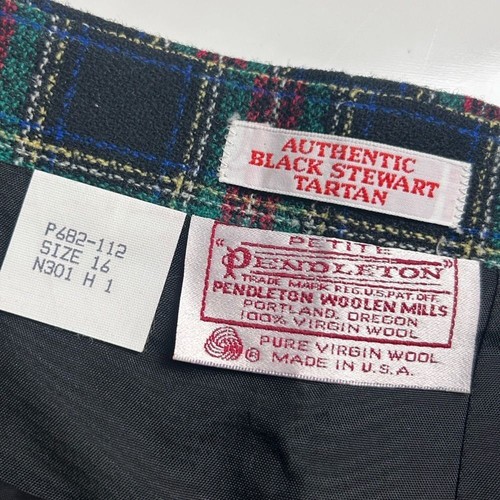 AUTHENTIC
BLACK STEWART
TARTAN
P682-112
SIZE 16
N301 H 1
PETITE
"PENDLETON"
TRADE MARK REG.U.S.PAT. OFF.
PENDLETON WOOLEN MILLS
PORTLAND, OREGON
100% VIRGIN WOOL
® PURE VIRGIN WOOL
MADE IN U.S.A.